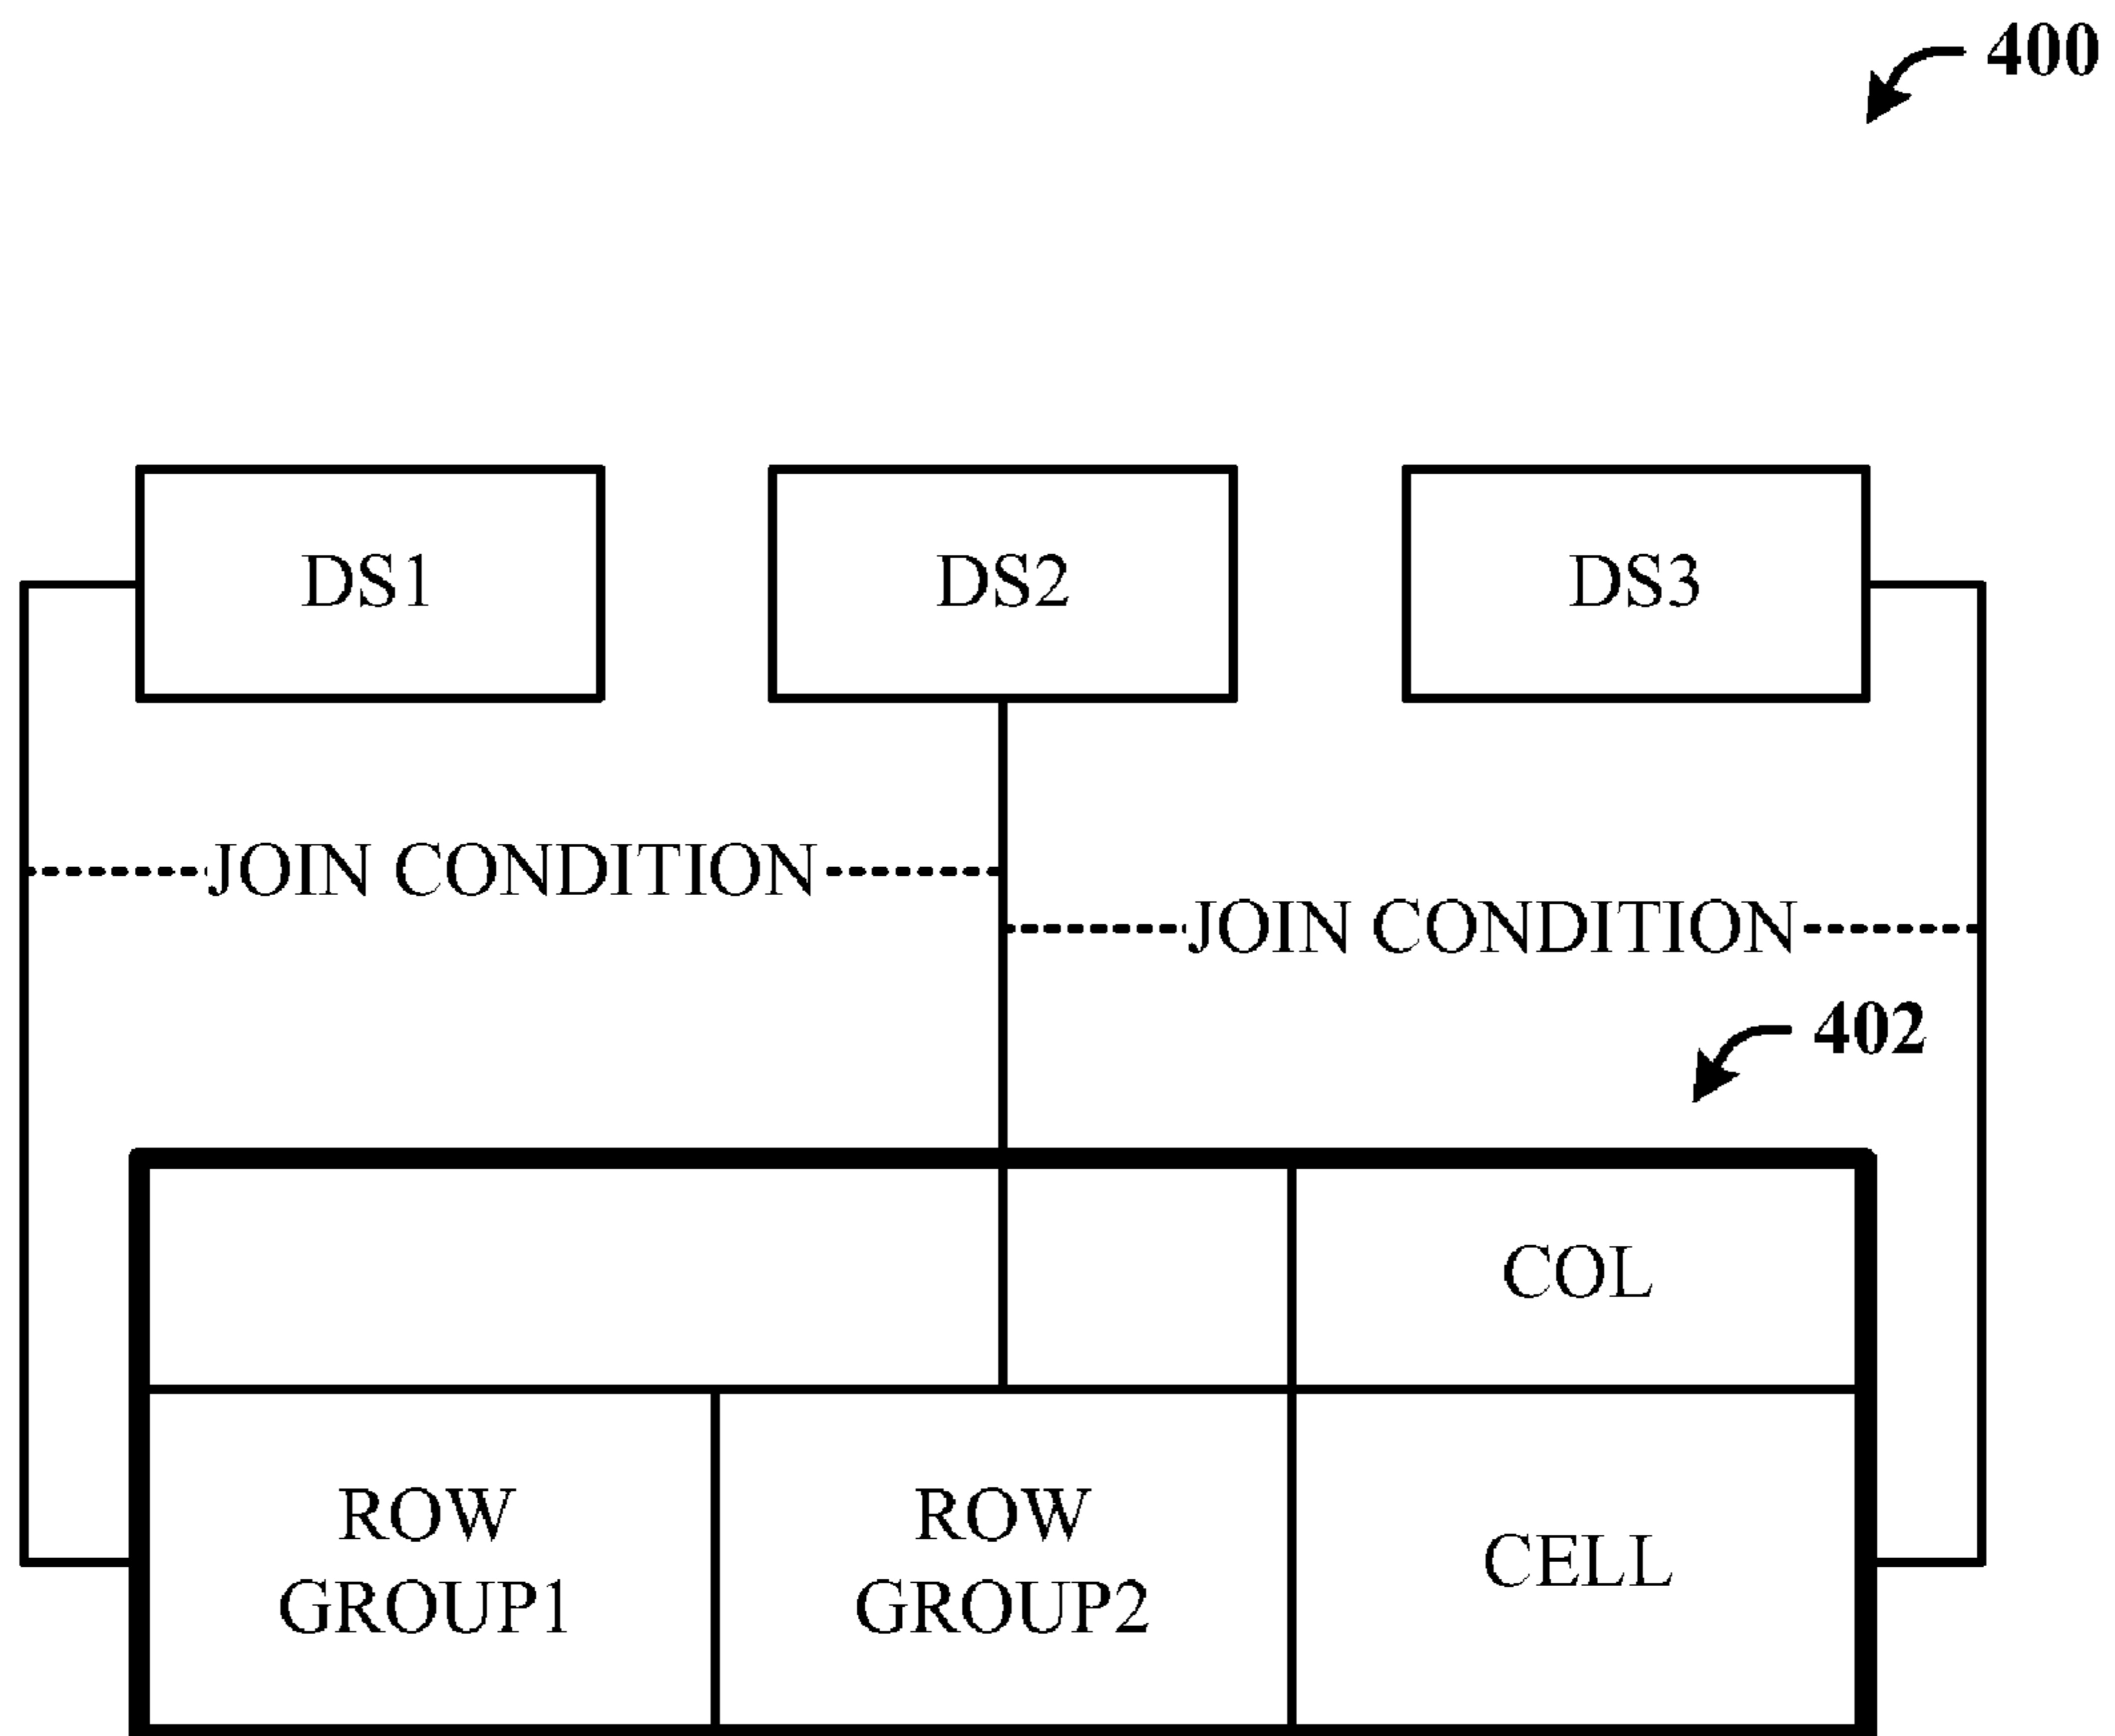 400
DS1
DS2
DS3
JOIN CONDITION
JOIN CONDITION
402
COL
ROW
GROUP1
ROW
GROUP2
CELL